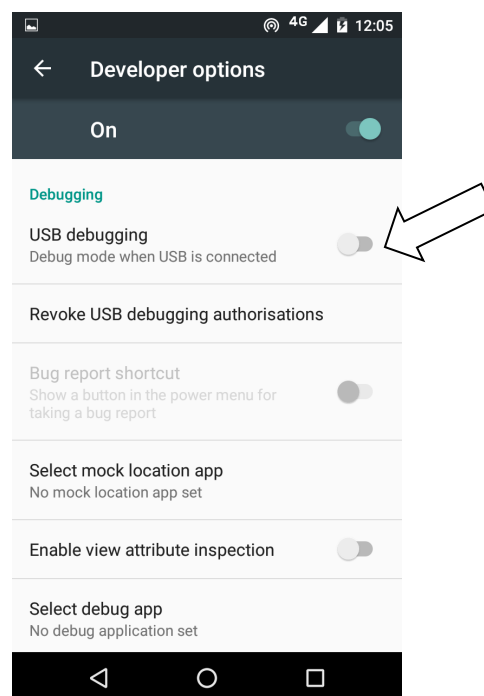 4G 12:05
Developer options
On
Debugging
USB debugging
Debug mode when USB is connected
Revoke USB debugging authorisations
Bug report shortcut
Show a button in the power menu for
taking a bug report
Select mock location app
No mock location app set
Enable view attribute inspection
Select debug app
No debug application set